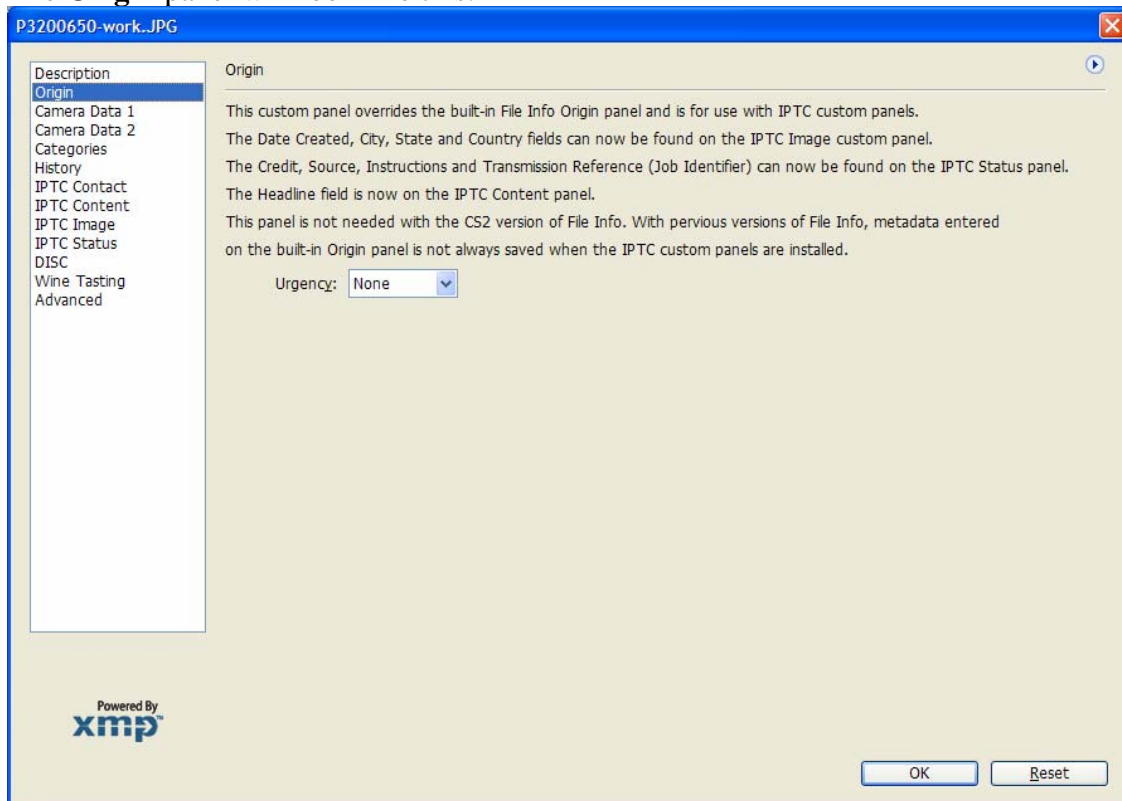 P3200650-work.JPG
Description
Origin
Camera Data 1
Camera Data 2
Categories
History
IPTC Contact
IPTC Content
IPTC Image
IPTC Status
DISC
Wine Tasting
Advanced
Powered By
xmp™
Origin
This custom panel overrides the built-in File Info Origin panel and is for use with IPTC custom panels.
The Date Created, City, State and Country fields can now be found on the IPTC Image custom panel.
The Credit, Source, Instructions and Transmission Reference (Job Identifier) can now be found on the IPTC Status panel.
The Headline field is now on the IPTC Content panel.
This panel is not needed with the CS2 version of File Info. With pervious versions of File Info, metadata entered
on the built-in Origin panel is not always saved when the IPTC custom panels are installed.
Urgency: None
OK Reset